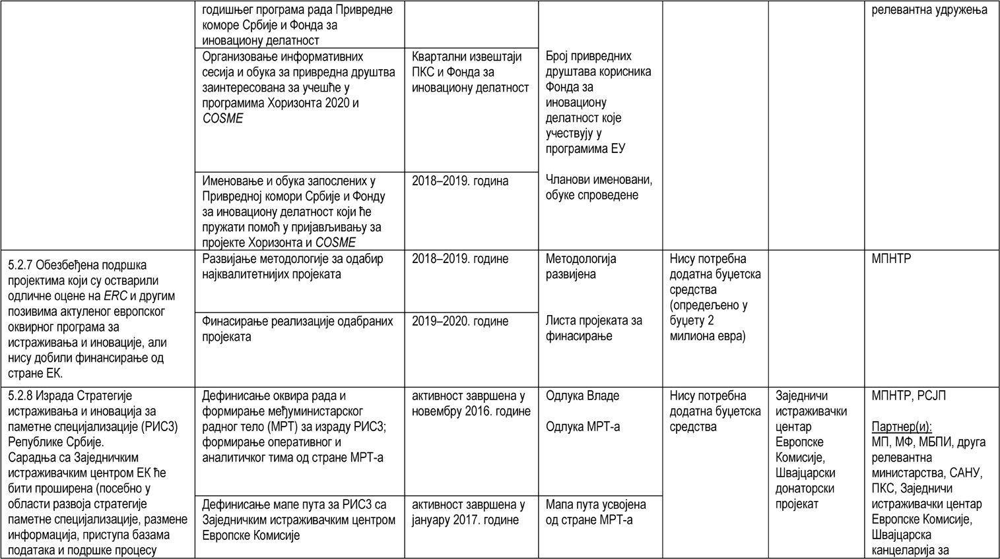 годишњег програма рада Привредне
коморе Србије и Фонда за
иновациону делатност
релевантна удружења
Организовање информативних
сесија и обука за привредна друштва
заинтересована за учешће у
програмима Хоризонта 2020 и
COSME
Квартални извештаји
ПКС и Фонда за
иновациону делатност
Број привредних
друштава корисника
Фонда за
иновациону
делатност које
учествују у
програмима ЕУ
Именовање и обука запослених у
Привредној комори Србије и Фонду
за иновациону делатност који ће
пружати помоћ у пријављивању за
пројекте Хоризонта и COSME
2018–2019. година
Чланови именовани,
обуке спроведене
5.2.7 Обезбеђена подршка
пројектима који су остварили
одличне оцене на ERC и другим
позивима актуленог европског
оквирног програма за
истраживања и иновације, али
нису добили финансирање од
стране ЕК.
Развијање методологије за одабир
најквалитетнијих пројеката
2018–2019. године
Методологија
развијена
Нису потребна
додатна буџетска
средства
(опредељено у
буџету 2
милиона евра)
МПНТР
Финасирање реализације одабраних
пројеката
2019–2020. године
Листа пројеката за
финасирање
5.2.8 Израда Стратегије
истраживања и иновација за
паметне специјализације (РИС3)
Републике Србије.
Сарадња са Заједничким
истраживачким центром ЕК ће
бити проширена (посебно у
области развоја стратегије
паметне специјализације, размене
информација, приступа базама
података и подршке процесу
Дефинисање оквира рада и
формирање међуминистарског
радног тело (МРТ) за израду РИС3;
формирање оперативног и
аналитичког тима од стране МРТ-а
активност завршена у
новембру 2016. године
Одлука Владе
Одлука МРТ-а
Нису потребна
додатна буџетска
средства
Заједнички
истраживачки
центар
Европске
Комисије,
Швајцарски
донаторски
пројекат
МПНТР, РСЈП
Партнер(и):
МП, МФ, МБПИ, друга
релевантна
министарства, САНУ,
ПКС, Заједничи
истраживачки центар
Европске Комисије,
Швајцарска
канцеларија за
Дефинисање мапе пута за РИС3 са
Заједничким истраживачким центром
Европске Комисије
активност завршена у
јануару 2017. године
Мапа пута усвојена
од стране МРТ-а